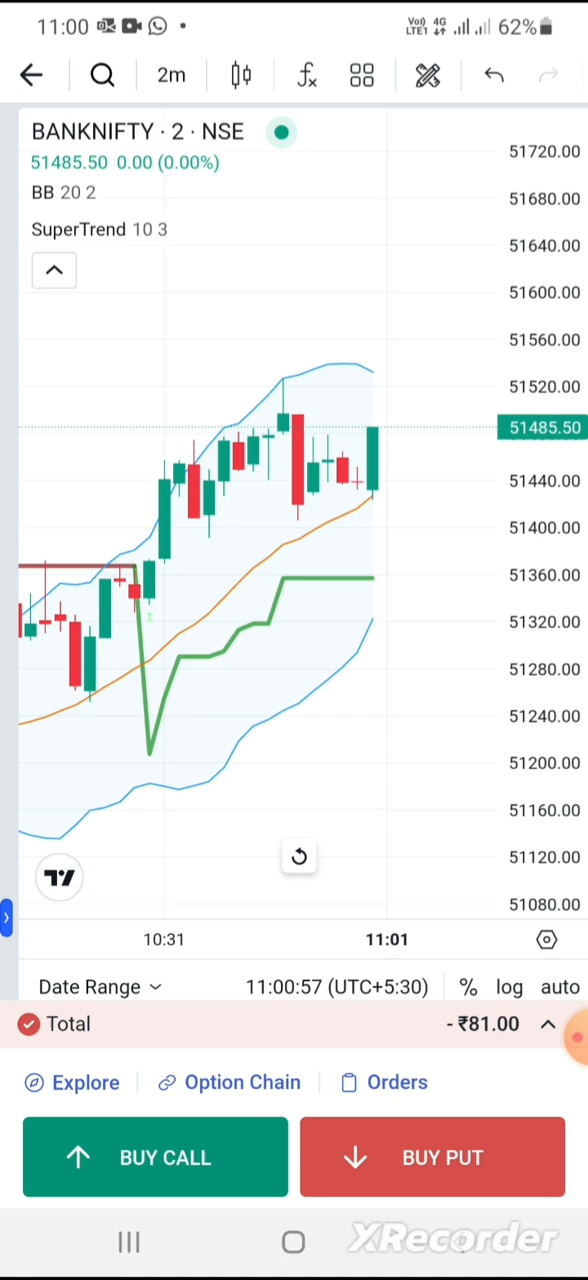 11:00
Vo)) 4G
LTE1
62%
2m
BANKNIFTY · 2 · NSE
51485.50 0.00 (0.00%)
BB 20 2
SuperTrend 10 3
51720.00
51680.00
51640.00
51600.00
51560.00
51520.00
51485.50
51440.00
51400.00
51360.00
51320.00
51280.00
51240.00
51200.00
51160.00
51120.00
51080.00
10:31
11:01
Date Range
11:00:57 (UTC+5:30)
% log auto
Total
- ₹81.00
Explore
Option Chain
Orders
BUY CALL
BUY PUT
XRecorder